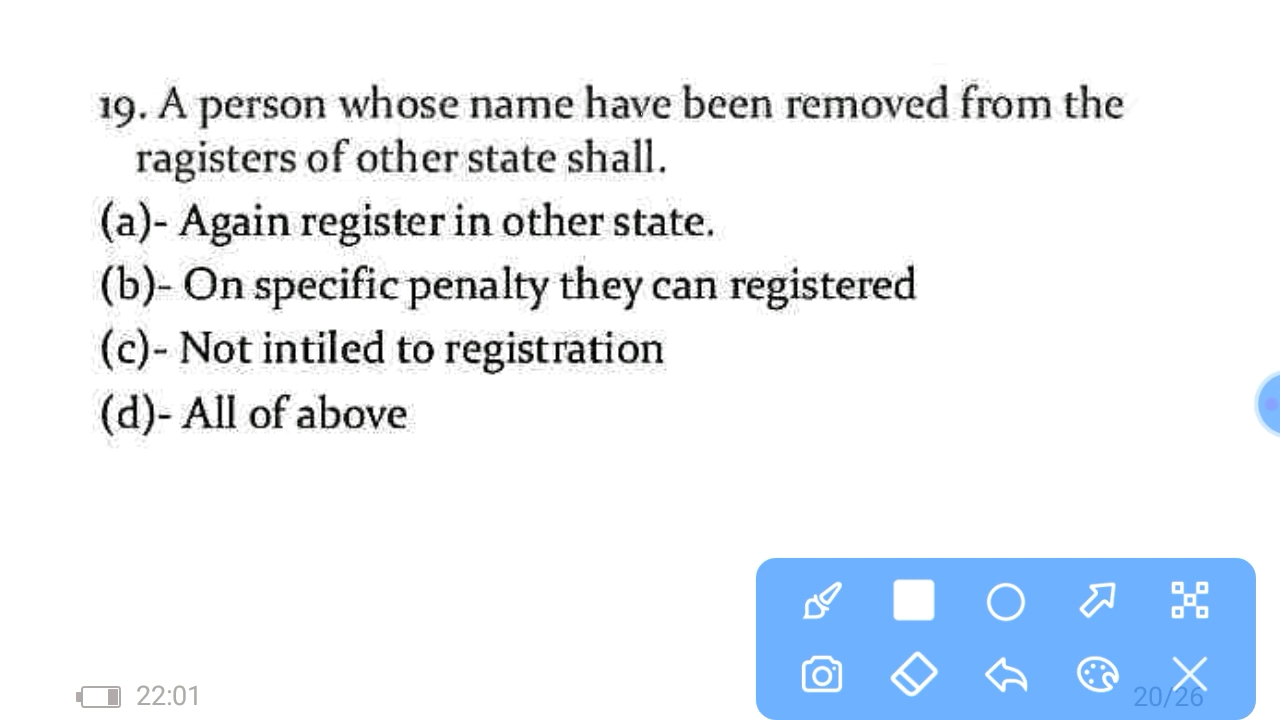 19. A person whose name have been removed from the
ragisters of other state shall.
(a)- Again register in other state.
(b)- On specific penalty they can registered
(c)- Not intiled to registration
(d)- All of above
22:01
20/26